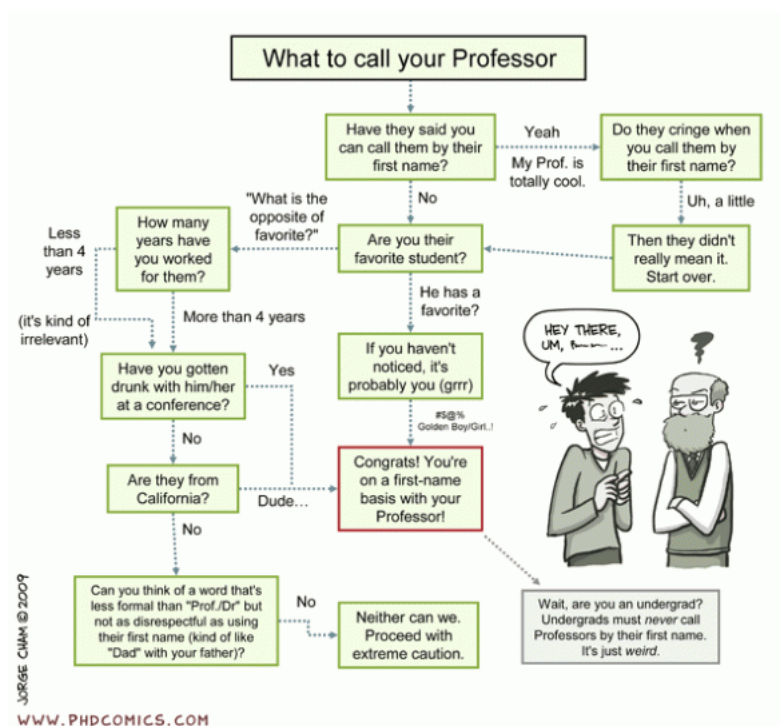 What to call your Professor
Have they said you
can call them by their
first name?
Yeah
My Prof. is
totally cool.
Do they cringe when
you call them by
their first name?
Uh, a little
Then they didn't
really mean it.
Start over.
No
Are you their
favorite student?
"What is the
opposite of
favorite?"
How many
years have
you worked
for them?
Less
than 4
years
(it's kind of
irrelevant)
More than 4 years
He has a
favorite?
If you haven't
noticed, it's
probably you (grrr)
#$@%
Golden Boy/Girl..!
Have you gotten
drunk with him/her
at a conference?
Yes
No
Are they from
California?
Dude...
Congrats! You're
on a first-name
basis with your
Professor!
No
Can you think of a word that's
less formal than "Prof./Dr" but
not as disrespectful as using
their first name (kind of like
"Dad" with your father)?
No
Neither can we.
Proceed with
extreme caution.
Wait, are you an undergrad?
Undergrads must never call
Professors by their first name.
It's just weird.
HEY THERE,
UM,
?
JORGE CHAM © 2009
WWW.PHDCOMICS.COM